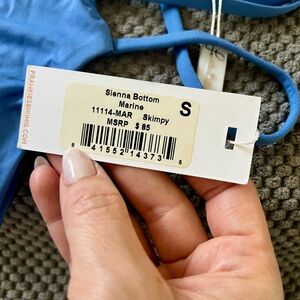 FRANKIESBIKINIS.COM
Sienna Bottom
Marine
11114-MAR Skimpy
MSRP $ 85
S
8 41552 14373 6